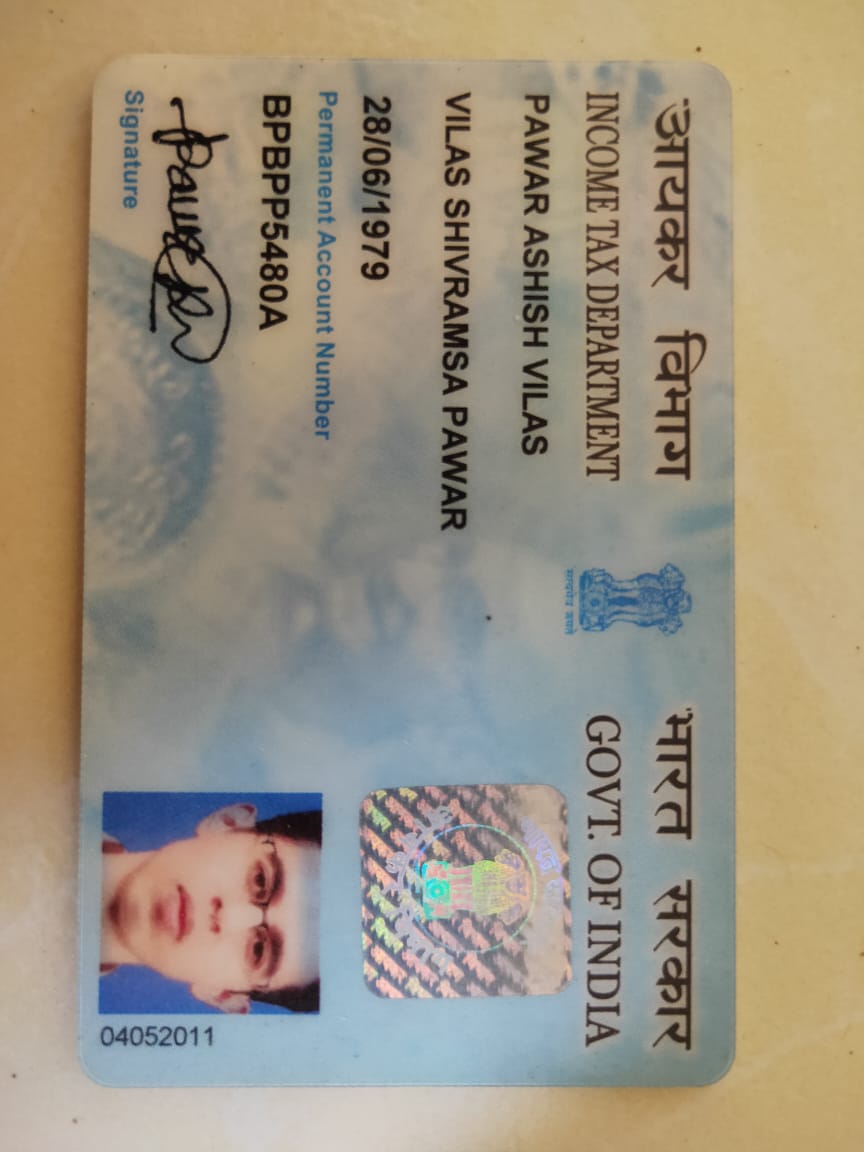 आयकर विभाग
INCOME TAX DEPARTMENT
सत्यमेव जयते
भारत सरकार
GOVT. OF INDIA
PAWAR ASHISH VILAS
VILAS SHIVRAMSA PAWAR
28/06/1979
Permanent Account Number
BPBPP5480A
Signature
04052011